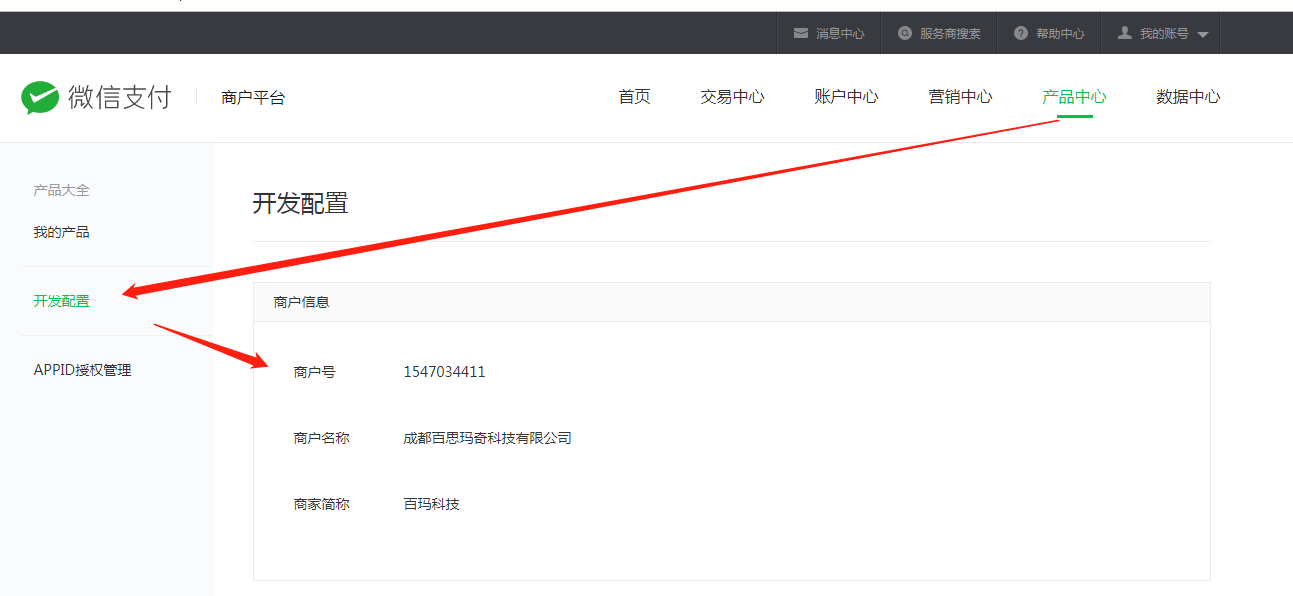 消息中心 服务商搜索 帮助中心 我的账号
微信支付 商户平台 首页 交易中心 账户中心 营销中心 产品中心 数据中心
产品大全
我的产品
开发配置
APPID授权管理
开发配置
商户信息
商户号 1547034411
商户名称 成都百思玛奇科技有限公司
商家简称 百玛科技